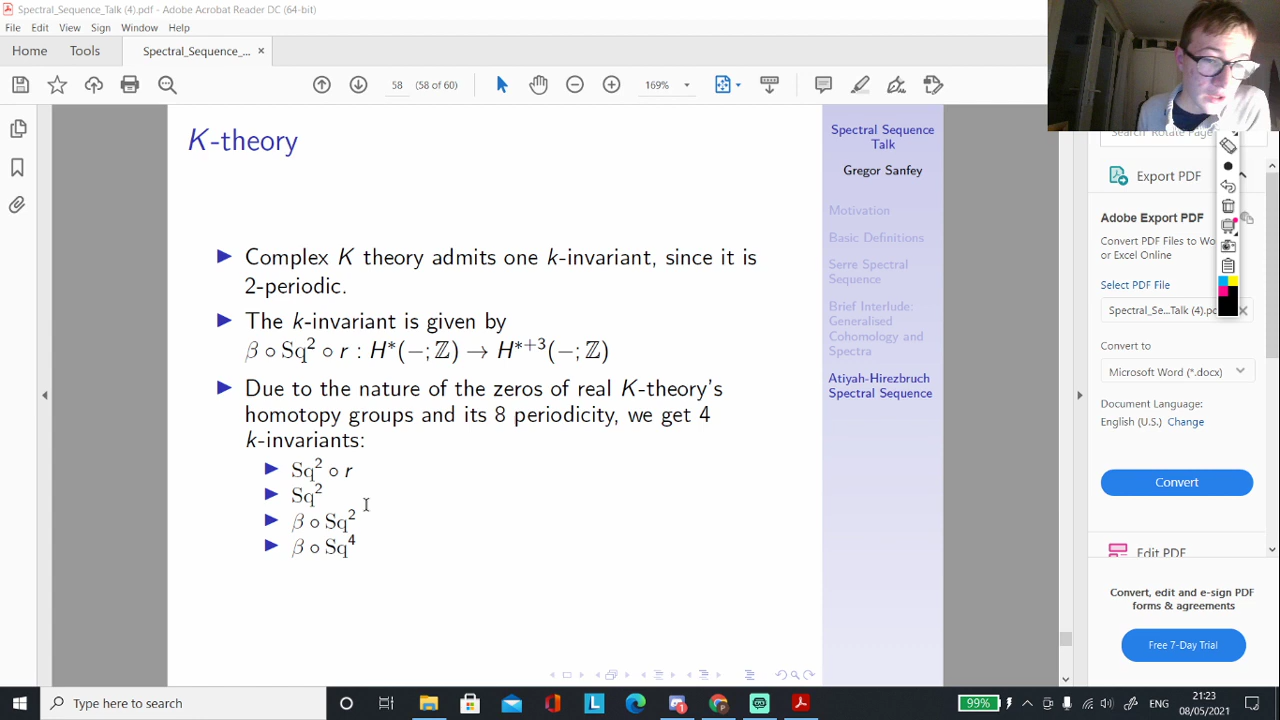 Spectral_Sequence_Talk (4).pdf - Adobe Acrobat Reader DC (64-bit)
File Edit View Sign Window Help
Home Tools Spectral_Sequence_... ×
58 (58 of 60) 169%
K-theory
Complex K theory admits one k-invariant, since it is
2-periodic.
The k-invariant is given by
β ∘ Sq² ∘ r : H*(−; ℤ) → H*⁺³(−; ℤ)
Due to the nature of the zeros of real K-theory's
homotopy groups and its 8 periodicity, we get 4
k-invariants:
Sq² ∘ r
Sq²
β ∘ Sq²
β ∘ Sq⁴
Spectral Sequence
Talk
Gregor Sanfey
Motivation
Basic Definitions
Serre Spectral
Sequence
Brief Interlude:
Generalised
Cohomology and
Spectra
Atiyah-Hirezbruch
Spectral Sequence
Search 'Rotate Page'
Export PDF
Adobe Export PDF
Convert PDF Files to Wo
or Excel Online
Select PDF File
Spectral_Se...Talk (4).pd
Convert to
Microsoft Word (*.docx)
Document Language:
English (U.S.) Change
Convert
Edit PDF
Convert, edit and e-sign PDF
forms & agreements
Free 7-Day Trial
Type here to search
99%
ENG
21:23
08/05/2021